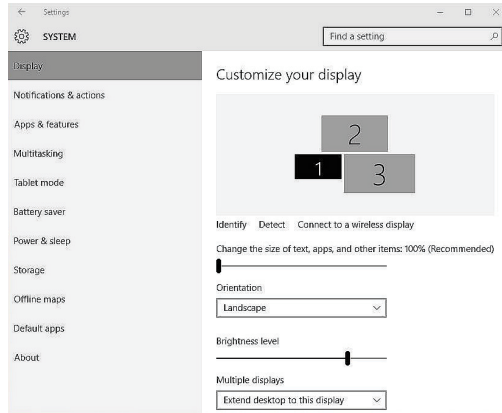 Settings
SYSTEM
Find a setting
Display
Notifications & actions
Apps & features
Multitasking
Tablet mode
Battery saver
Power & sleep
Storage
Offline maps
Default apps
About
Customize your display
2
1
3
Identify Detect Connect to a wireless display
Change the size of text, apps, and other items: 100% (Recommended)
Orientation
Landscape
Brightness level
Multiple displays
Extend desktop to this display